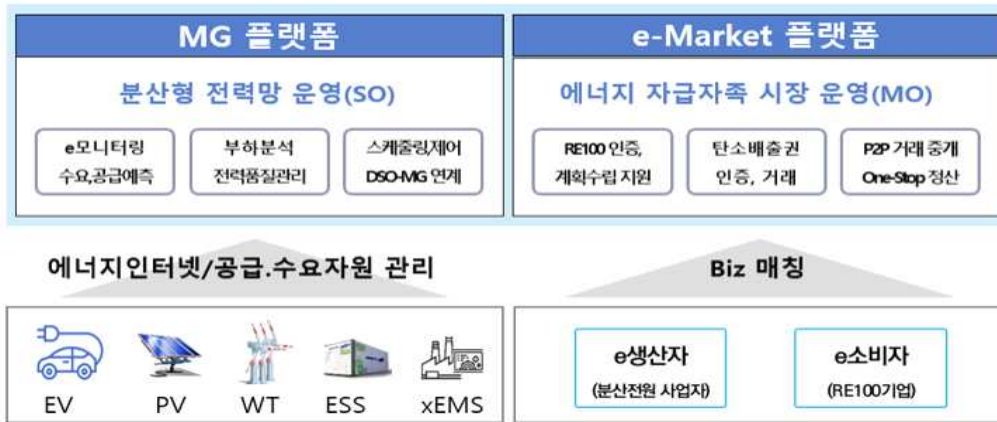 MG 플랫폼
분산형 전력망 운영(SO)
e모니터링
수요,공급예측
부하분석
전력품질관리
스케줄링,제어
DSO-MG 연계
e-Market 플랫폼
에너지 자급자족 시장 운영(MO)
RE100 인증,
계획수립 지원
탄소배출권
인증, 거래
P2P 거래 중개
One-Stop 정산
에너지인터넷/공급.수요자원 관리
Biz 매칭
EV
PV
WT
ESS
xEMS
e생산자
(분산전원 사업자)
e소비자
(RE100기업)